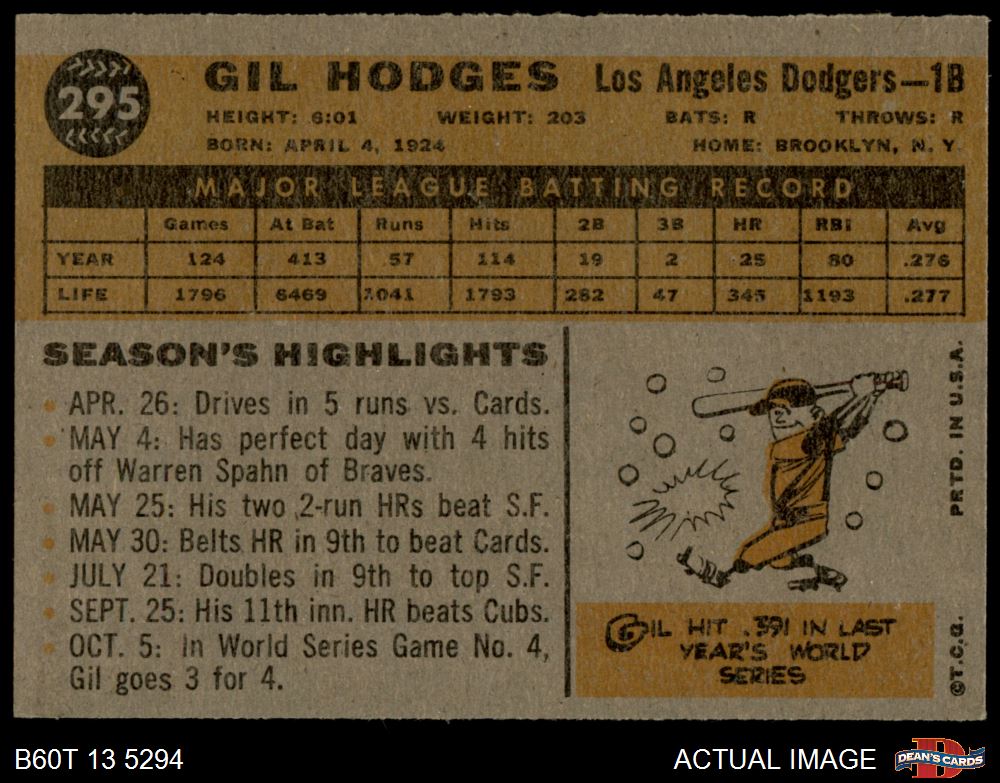 295
GIL HODGES Los Angeles Dodgers—1B
HEIGHT: 6:01 WEIGHT: 203 BATS: R THROWS: R
BORN: APRIL 4, 1924 HOME: BROOKLYN, N. Y.
MAJOR LEAGUE BATTING RECORD
Games At Bat Runs Hits 2B 3B HR RBI Avg
YEAR 124 413 57 114 19 2 25 80 .276
LIFE 1796 6469 1041 1793 282 47 345 1193 .277
SEASON'S HIGHLIGHTS
APR. 26: Drives in 5 runs vs. Cards.
MAY 4: Has perfect day with 4 hits
off Warren Spahn of Braves.
MAY 25: His two 2-run HRs beat S.F.
MAY 30: Belts HR in 9th to beat Cards.
JULY 21: Doubles in 9th to top S.F.
SEPT. 25: His 11th inn. HR beats Cubs.
OCT. 5: In World Series Game No. 4,
Gil goes 3 for 4.
GIL HIT .391 IN LAST
YEAR'S WORLD
SERIES
©T.C.G. PRTD. IN U.S.A.
B60T 13 5294 ACTUAL IMAGE
D
DEAN'S CARDS